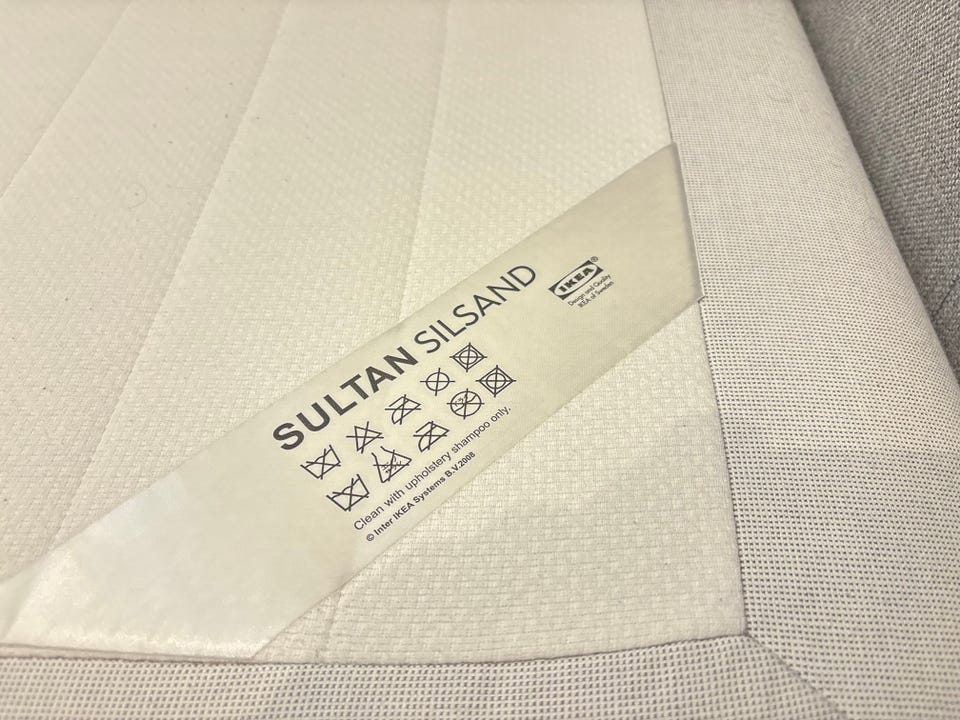 SULTAN SILSAND
IKEA®
Design and Quality
IKEA of Sweden
Clean with upholstery shampoo only.
© Inter IKEA Systems B.V.2008